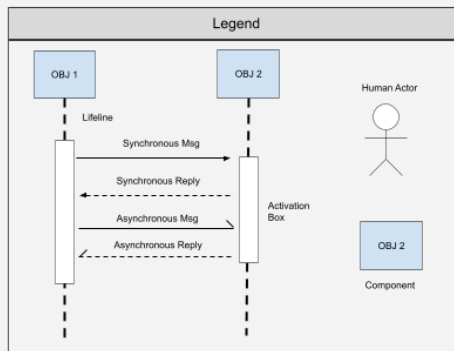 Legend
OBJ 1
OBJ 2
Human Actor
Lifeline
Synchronous Msg
Synchronous Reply
Activation
Box
Asynchronous Msg
Asynchronous Reply
OBJ 2
Component